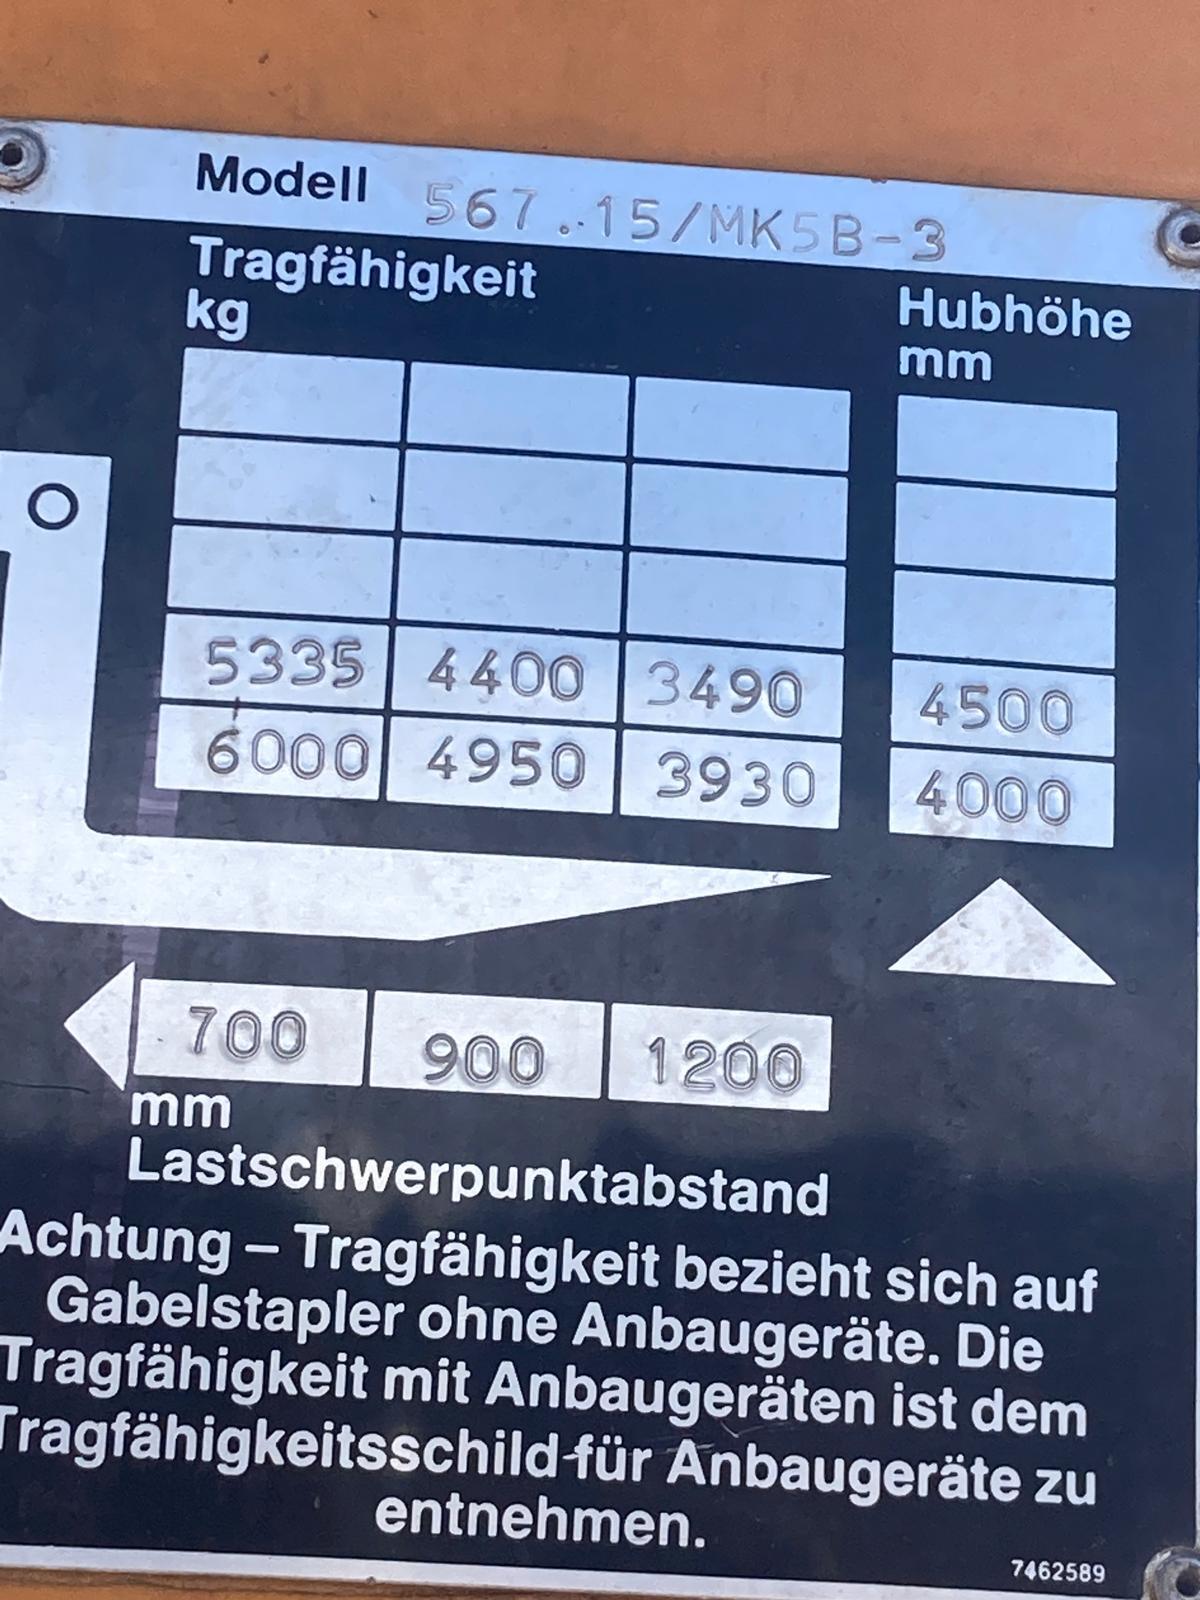 Modell 567.15/MK5B-3
Tragfähigkeit
kg
Hubhöhe
mm
5335 4400 3490 4500
6000 4950 3930 4000
700 900 1200
mm
Lastschwerpunktabstand
Achtung – Tragfähigkeit bezieht sich auf
Gabelstapler ohne Anbaugeräte. Die
Tragfähigkeit mit Anbaugeräten ist dem
Tragfähigkeitsschild für Anbaugeräte zu
entnehmen.
7462589